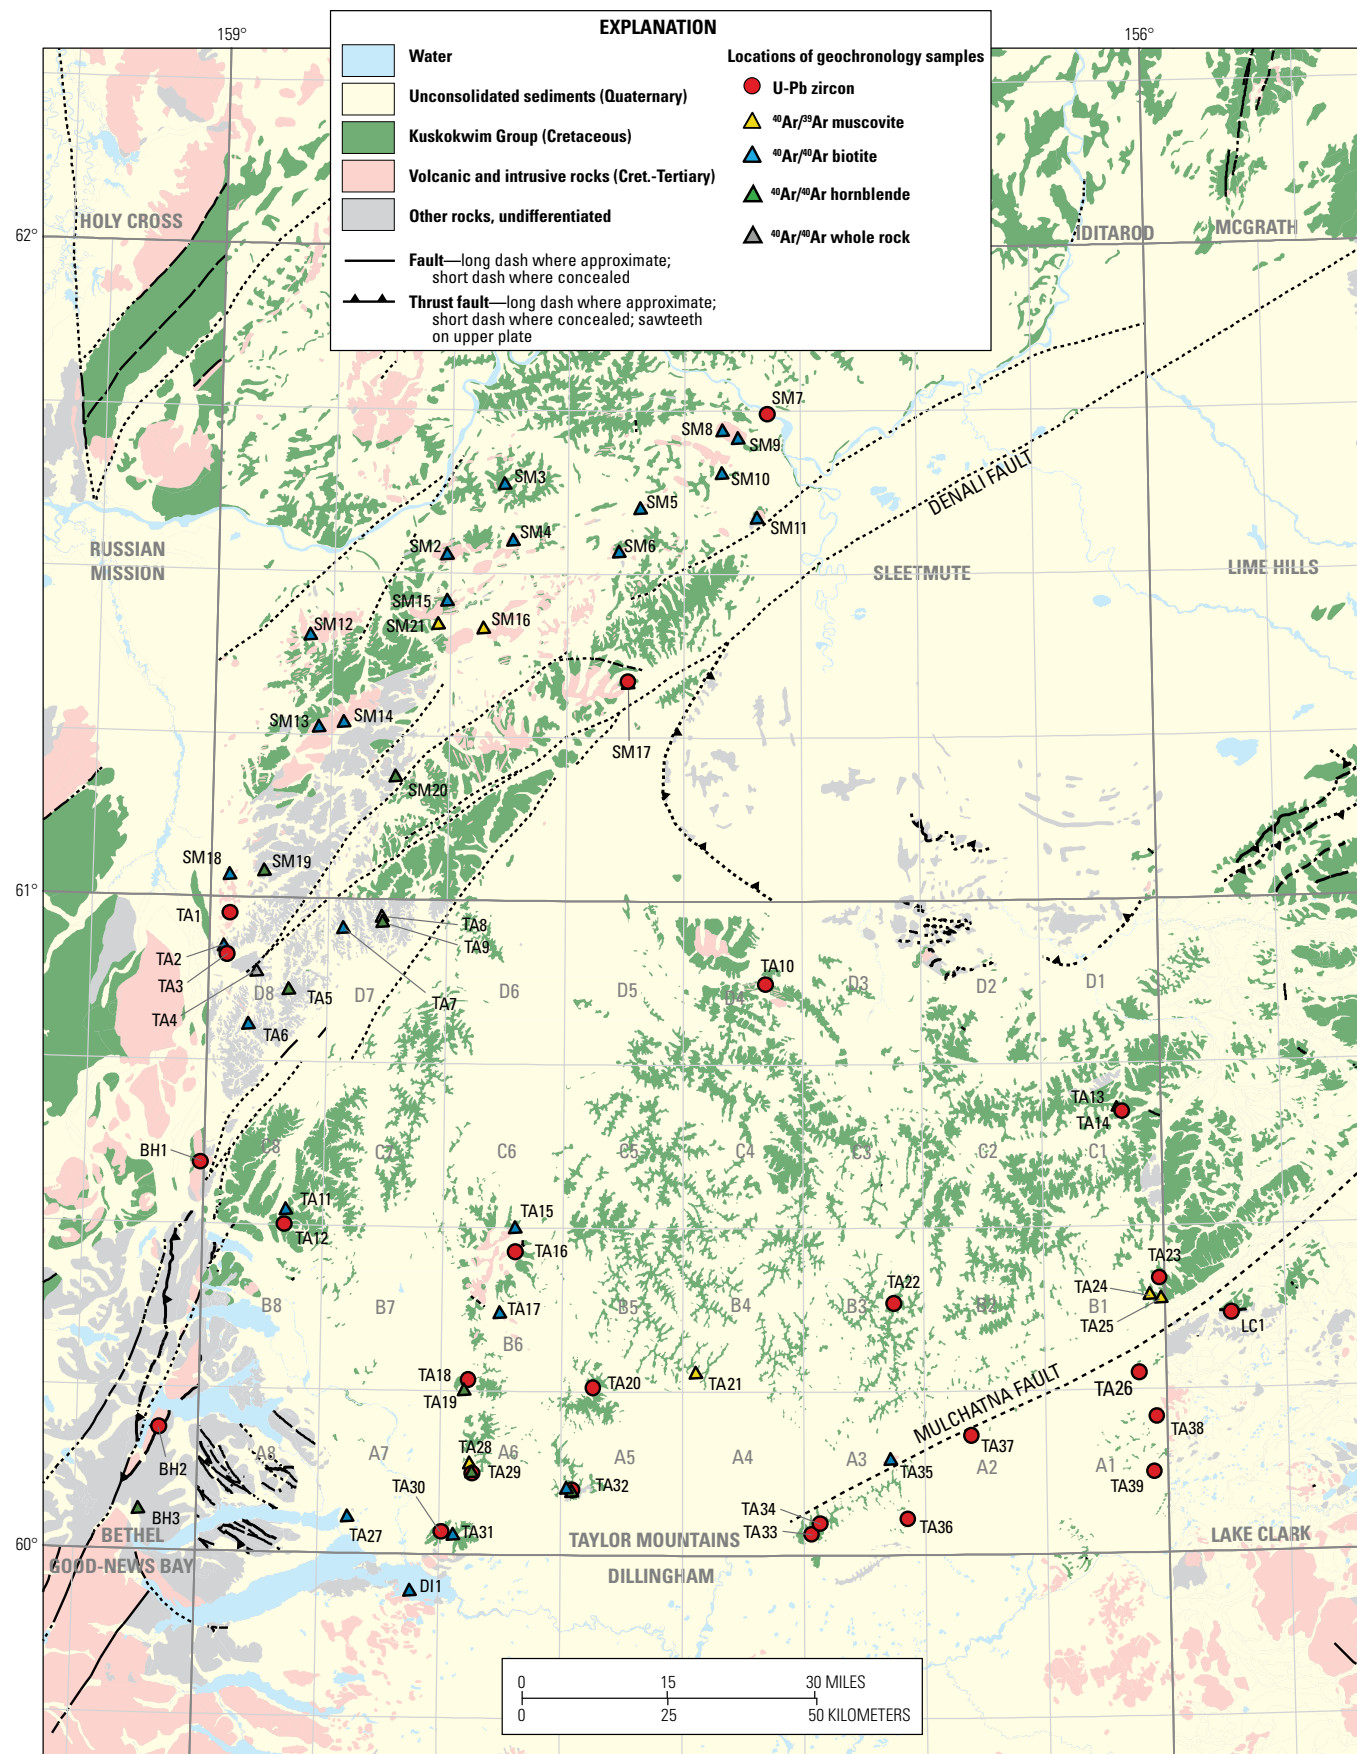 159°
156°
EXPLANATION
Water
Unconsolidated sediments (Quaternary)
Kuskokwim Group (Cretaceous)
Volcanic and intrusive rocks (Cret.-Tertiary)
Other rocks, undifferentiated
Fault—long dash where approximate;
short dash where concealed
Thrust fault—long dash where approximate;
short dash where concealed; sawteeth
on upper plate
Locations of geochronology samples
U-Pb zircon
⁴⁰Ar/³⁹Ar muscovite
⁴⁰Ar/⁴⁰Ar biotite
⁴⁰Ar/⁴⁰Ar hornblende
⁴⁰Ar/⁴⁰Ar whole rock
HOLY CROSS
62°
IDITAROD
MCGRATH
SM7
SM8
SM9
SM10
SM3
SM5
SM11
DENALI FAULT
SM4
SM2
SM6
RUSSIAN
MISSION
SLEETMUTE
LIME HILLS
SM15
SM21
SM16
SM12
SM13
SM14
SM17
SM20
SM18
SM19
61°
TA1
TA8
TA9
TA2
TA3
TA4
TA5
TA6
TA7
TA10
D8
D7
D6
D5
D4
D3
D2
D1
TA13
TA14
BH1
C8
C7
C6
C5
C4
C3
C2
C1
TA11
TA12
TA15
TA16
TA17
TA22
TA23
TA24
TA25
LC1
B8
B7
B6
B5
B4
B3
B2
B1
TA18
TA19
TA20
TA21
MULCHATNA FAULT
TA26
TA38
TA37
TA39
BH2
A8
A7
A6
A5
A4
A3
A2
A1
TA28
TA29
TA30
TA31
TA32
TA35
TA34
TA33
TA36
BH3
TA27
BETHEL
60°
GOOD-NEWS BAY
TAYLOR MOUNTAINS
DILLINGHAM
LAKE CLARK
DI1
0 15 30 MILES
0 25 50 KILOMETERS